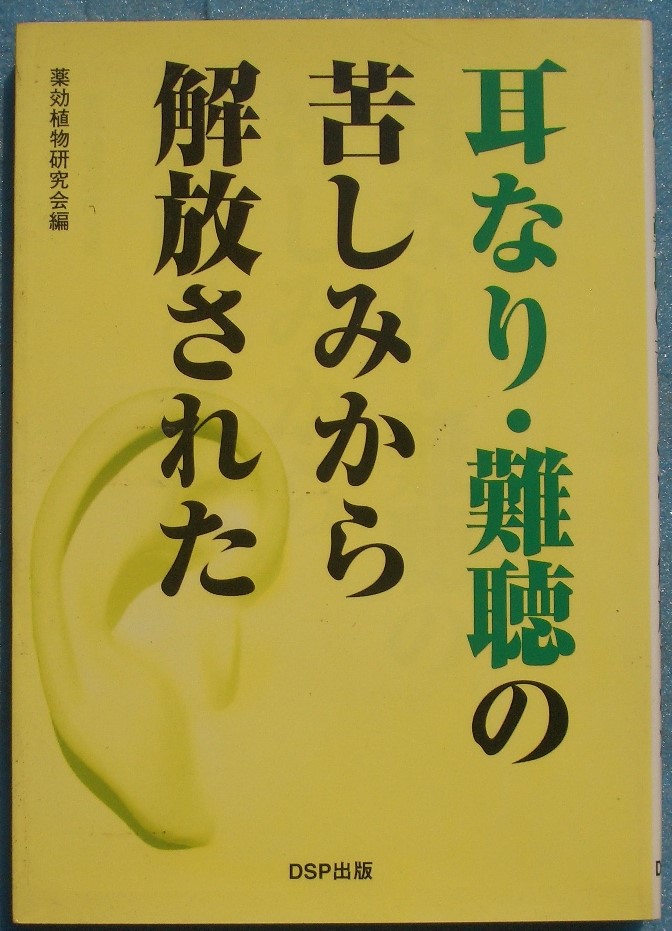 耳なり・難聴の
苦しみから
解放された
薬効植物研究会編
DSP出版